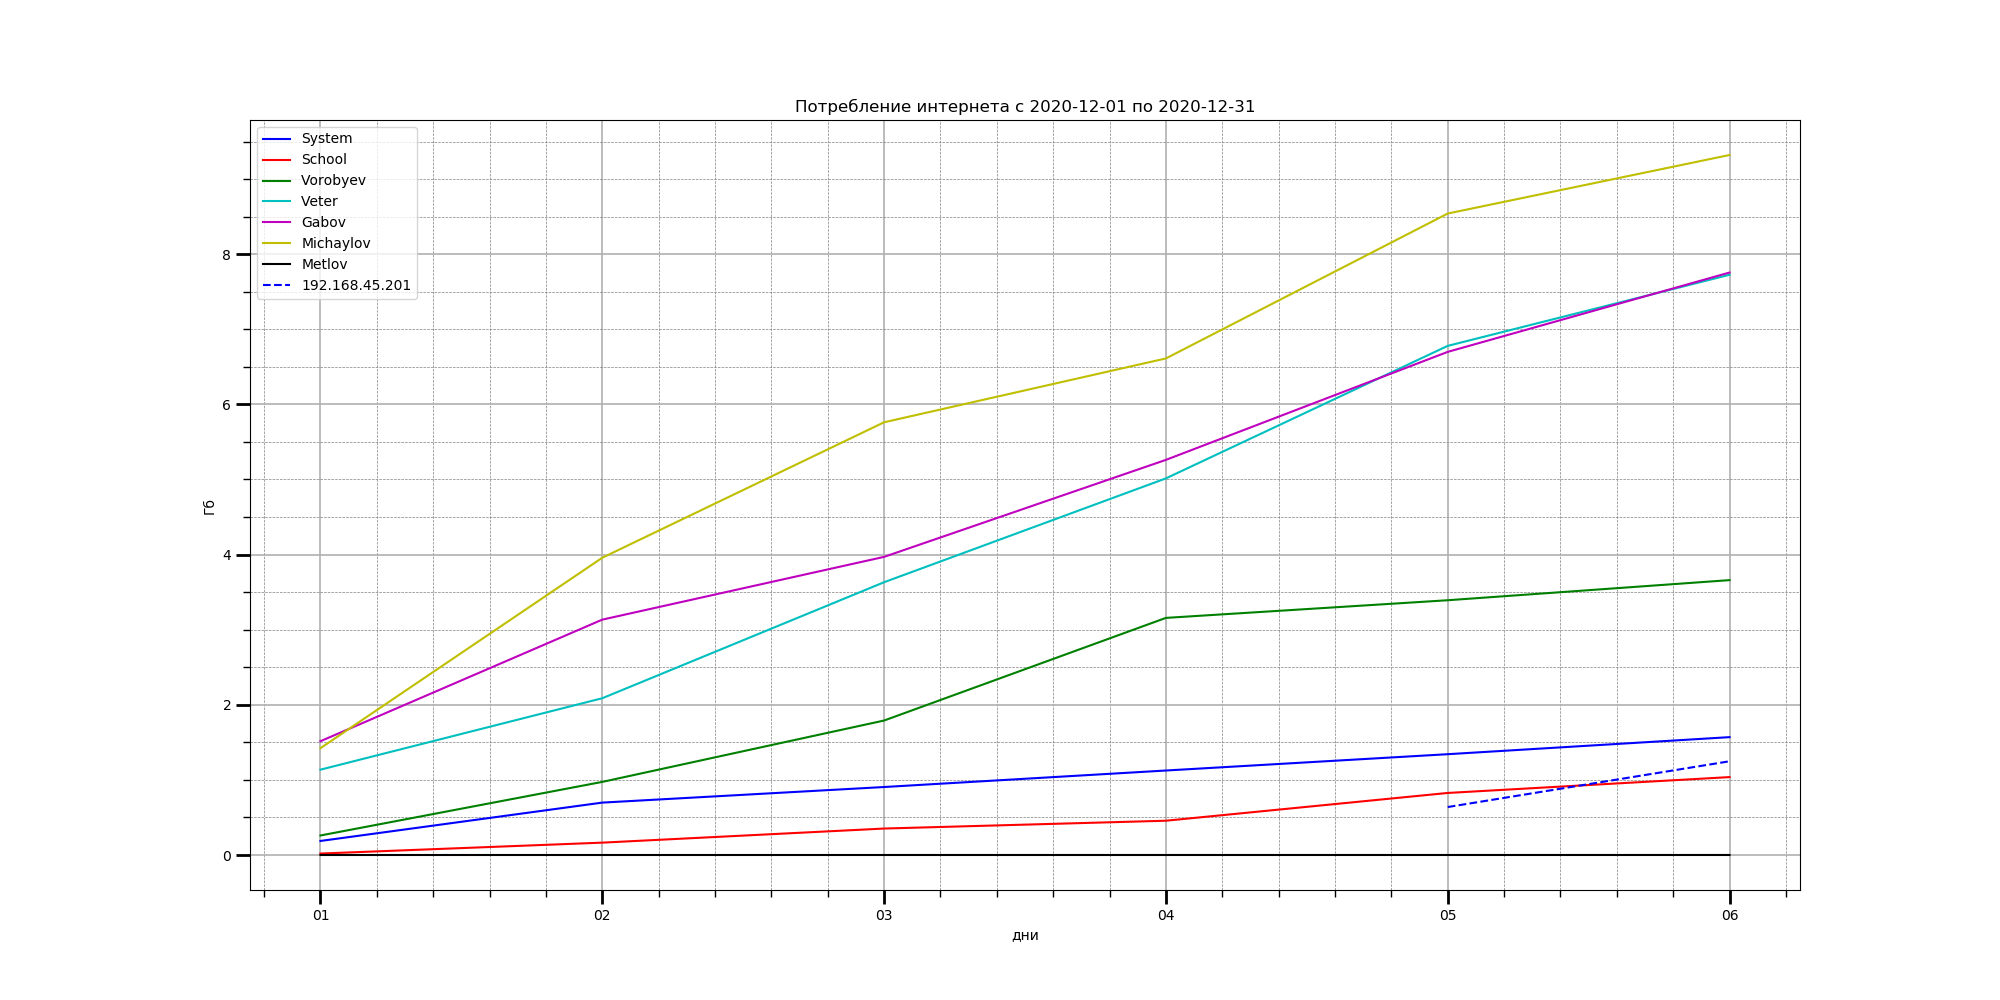 Потребление интернета с 2020-12-01 по 2020-12-31
System
School
Vorobyev
Veter
Gabov
Michaylov
Metlov
192.168.45.201
8
6
4
2
0
Гб
01 02 03 04 05 06
дни